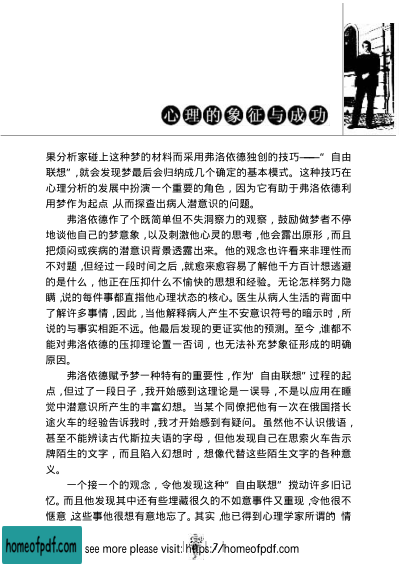 心理的象征与成功
果分析家碰上这种梦的材料而采用弗洛依德独创的技巧——“自由
联想”,就会发现梦最后会归纳成几个确定的基本模式。这种技巧在
心理分析的发展中扮演一个重要的角色,因为它有助于弗洛依德利
用梦作为起点,从而探查出病人潜意识的问题。
弗洛依德作了个既简单但不失洞察力的观察,鼓励做梦者不停
地谈他自己的梦意象,以及刺激他心灵的思考,他会露出原形,而且
把烦闷或疾病的潜意识背景透露出来。他的观念也许看来非理性而
不对题,但经过一段时间之后,就愈来愈容易了解他千方百计想逃避
的是什么,他正在压抑什么不愉快的思想和经验。无论怎样努力隐
瞒,说的每件事都直指他心理状态的核心。医生从病人生活的背面中
了解许多事情,因此,当他解释病人产生不安意识符号的暗示时,所
说的与事实相距不远。他最后发现的更证实他的预测。至今,谁都不
能对弗洛依德的压抑理论置一否词,也无法补充梦象征形成的明确
原因。
弗洛依德赋予梦一种特有的重要性,作为“自由联想”过程的起
点,但过了一段日子,我开始感到这理论是一误导,不是以应用在睡
觉中潜意识所产生的丰富幻想。当某个同僚把他有一次在俄国搭长
途火车的经验告诉我时,我才开始感到有疑问。虽然他不认识俄语,
甚至不能辨读古代斯拉夫语的字母,但他发现自己在思索火车告示
牌陌生的文字,而且陷入幻想时,想像代替这些陌生文字的各种意
义。
一个接一个的观念,令他发现这种“自由联想”搅动许多旧记
忆。而且他发现其中还有些埋藏很久的不如意事件又重现,令他很不
惬意,这些事他很想有意地忘了。其实,他已得到心理学家所谓的“情
homeofpdf.com
see more please visit: https://homeofpdf.com